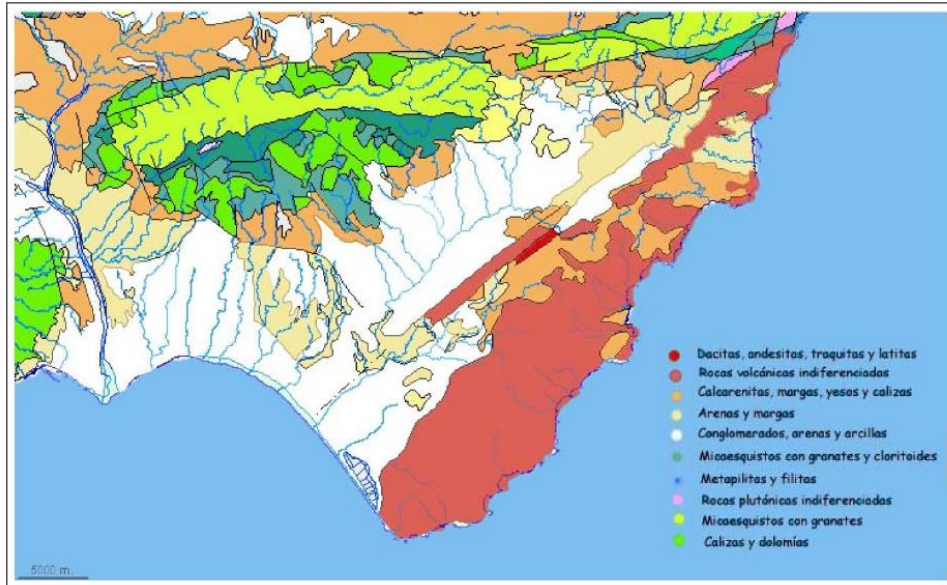 Dacitas, andesitas, traquitas y latitas
Rocas volcánicas indiferenciadas
Calcarenitas, margas, yesos y calizas
Arenas y margas
Conglomerados, arenas y arcillas
Micaesquistos con granates y cloritoides
Metapilitas y filitas
Rocas plutónicas indiferenciadas
Micaesquistos con granates
Calizas y dolomías
5000 m.